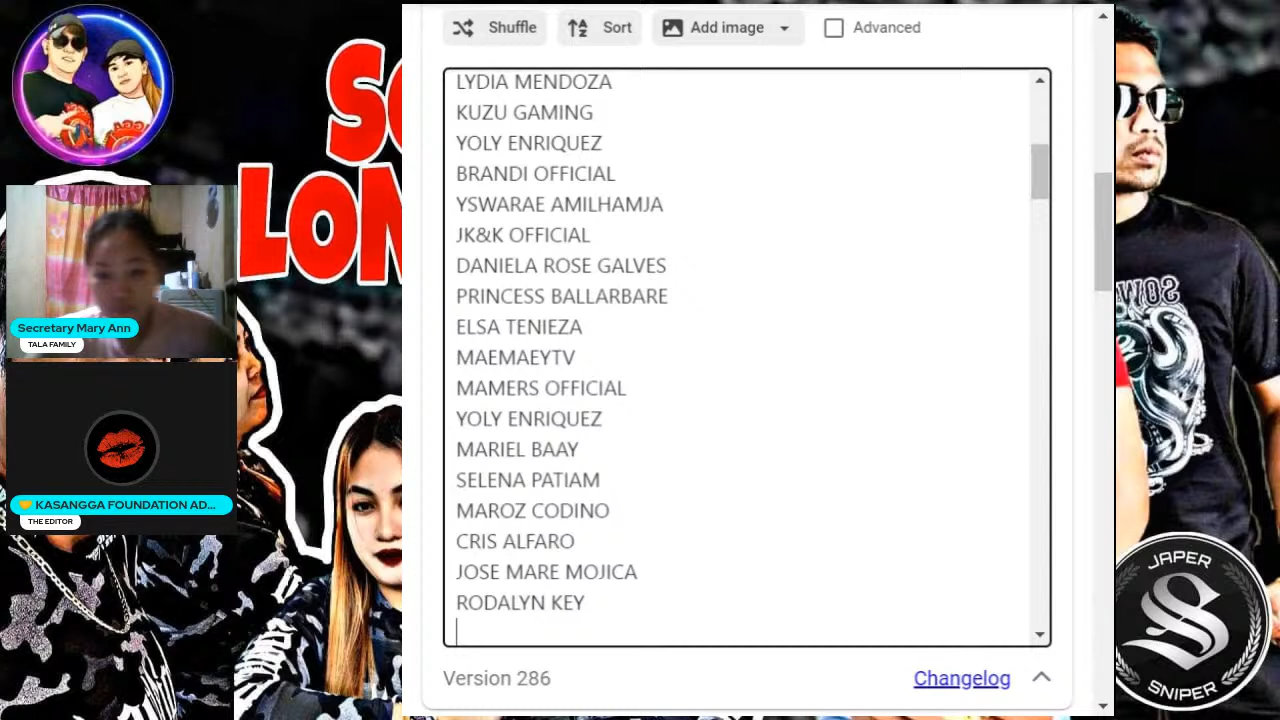 Shuffle
Sort
Add image
Advanced
LYDIA MENDOZA
KUZU GAMING
YOLY ENRIQUEZ
BRANDI OFFICIAL
YSWARAE AMILHAMJA
JK&K OFFICIAL
DANIELA ROSE GALVES
PRINCESS BALLARBARE
ELSA TENIEZA
MAEMAEYTV
MAMERS OFFICIAL
YOLY ENRIQUEZ
MARIEL BAAY
SELENA PATIAM
MAROZ CODINO
CRIS ALFARO
JOSE MARE MOJICA
RODALYN KEY
Version 286
Changelog
Secretary Mary Ann
TALA FAMILY
KASANGGA FOUNDATION AD...
THE EDITOR
JAPER
S
SNIPER